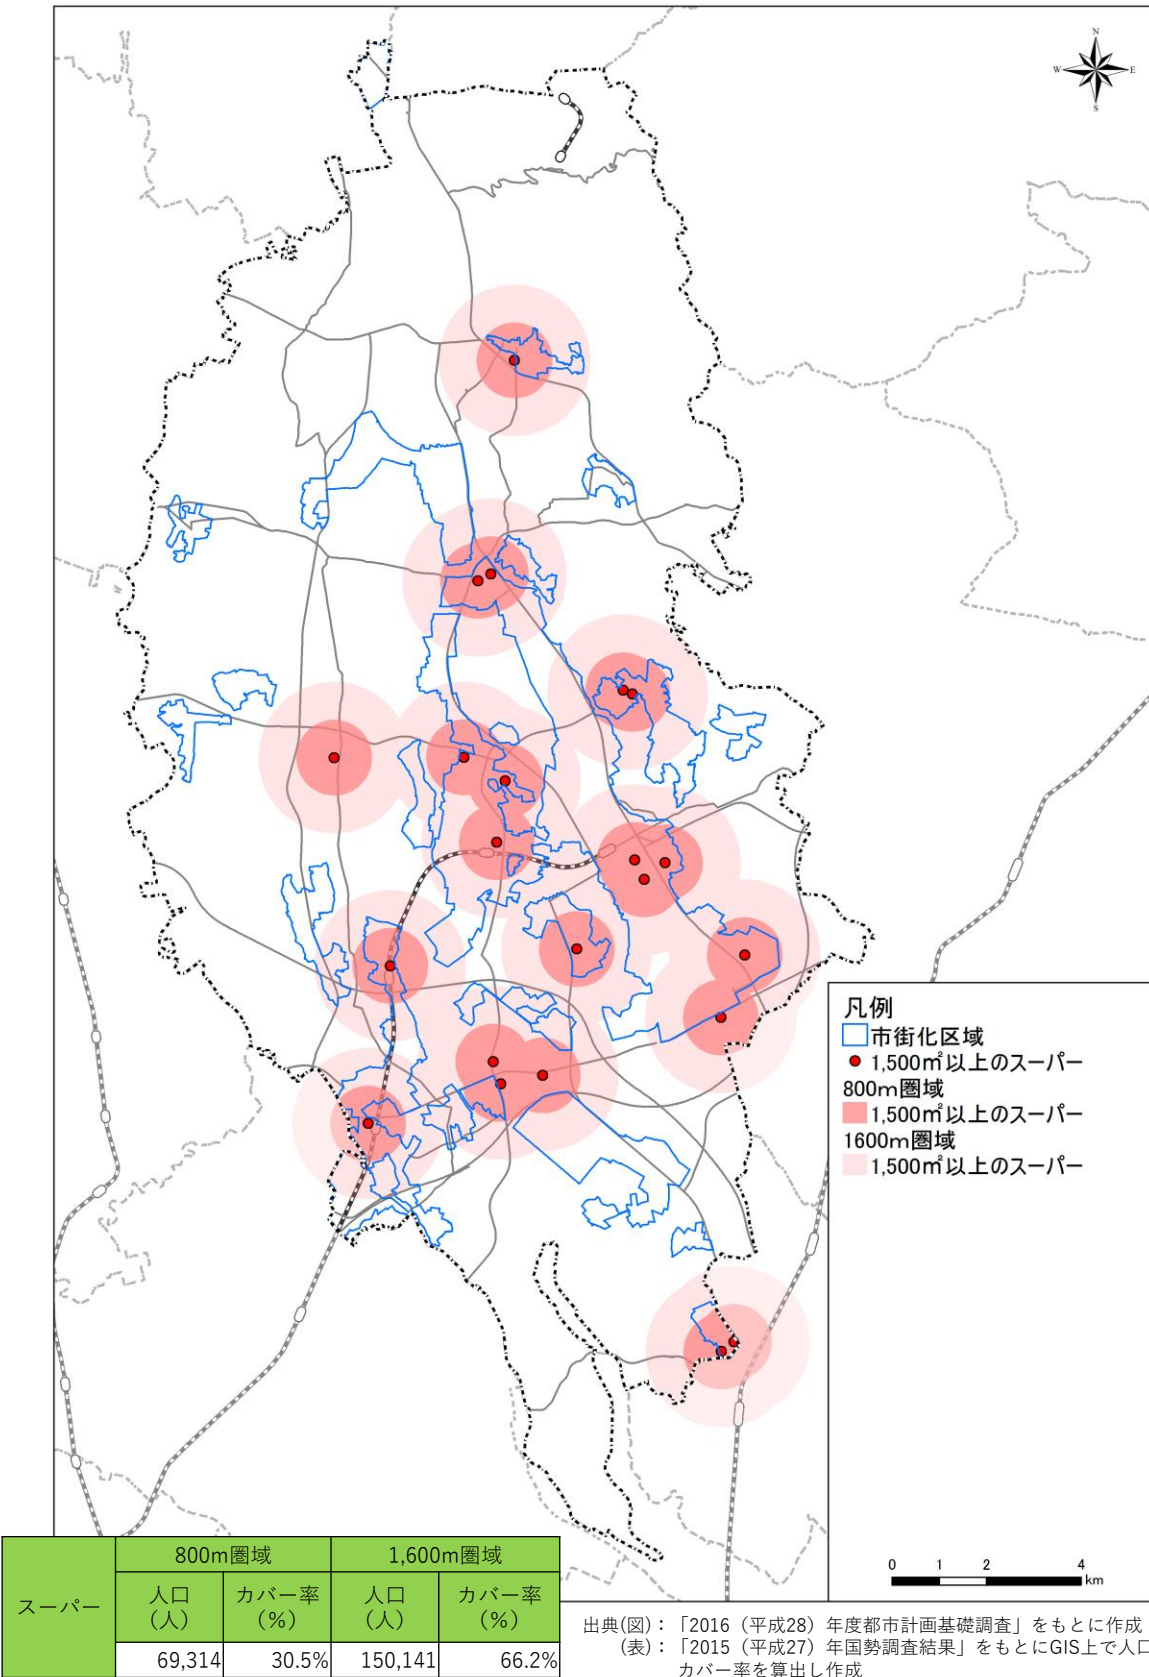 N
W E
S
凡例
市街化区域
1,500㎡以上のスーパー
800m圏域
1,500㎡以上のスーパー
1600m圏域
1,500㎡以上のスーパー
0 1 2 4
km
スーパー
800m圏域 1,600m圏域
人口 カバー率 人口 カバー率
(人) (%) (人) (%)
69,314 30.5% 150,141 66.2%
出典(図)：「2016（平成28）年度都市計画基礎調査」をもとに作成
(表)：「2015（平成27）年国勢調査結果」をもとにGIS上で人口
カバー率を算出し作成